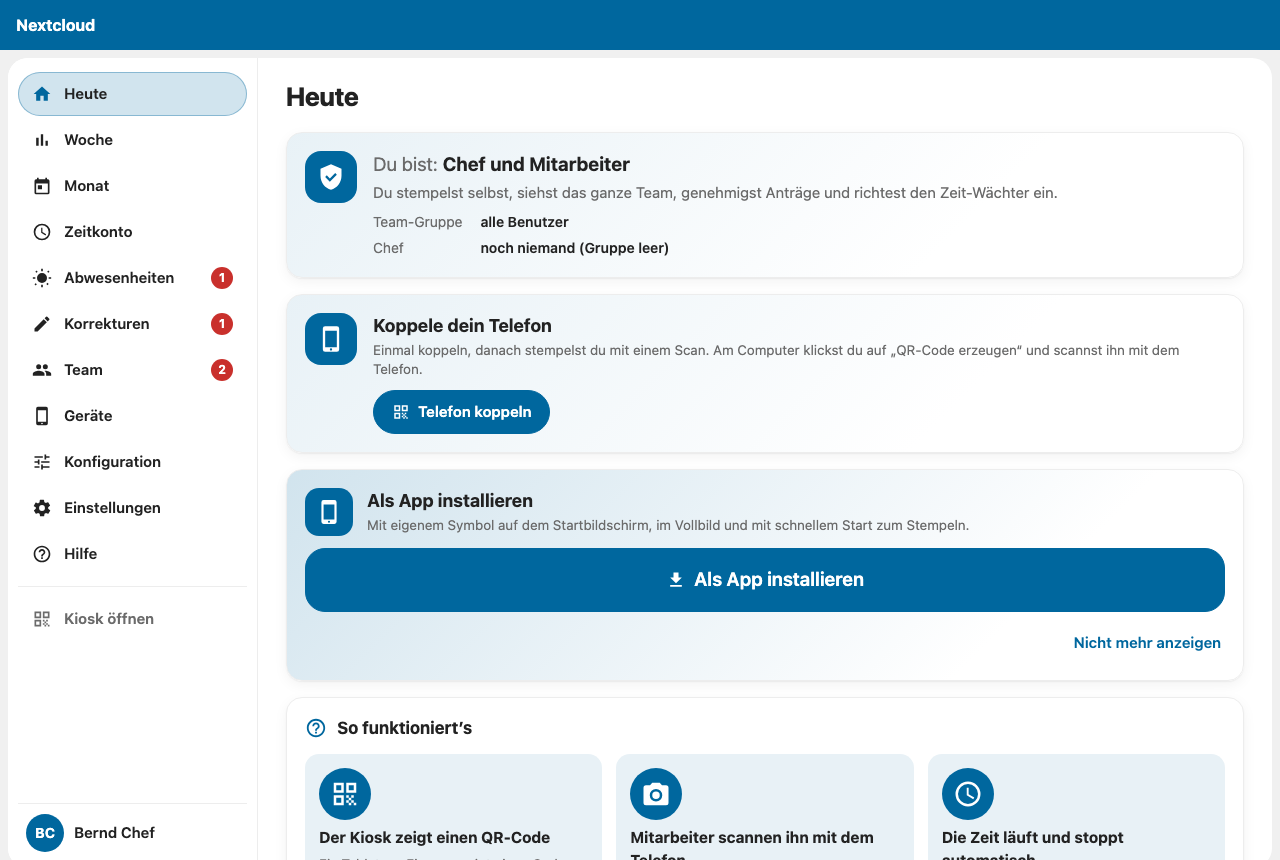 Nextcloud
Heute
Woche
Monat
Zeitkonto
Abwesenheiten 1
Korrekturen 1
Team 2
Geräte
Konfiguration
Einstellungen
Hilfe
Kiosk öffnen
BC Bernd Chef
Heute
Du bist: Chef und Mitarbeiter
Du stempelst selbst, siehst das ganze Team, genehmigst Anträge und richtest den Zeit-Wächter ein.
Team-Gruppe alle Benutzer
Chef noch niemand (Gruppe leer)
Koppele dein Telefon
Einmal koppeln, danach stempelst du mit einem Scan. Am Computer klickst du auf „QR-Code erzeugen“ und scannst ihn mit dem
Telefon.
Telefon koppeln
Als App installieren
Mit eigenem Symbol auf dem Startbildschirm, im Vollbild und mit schnellem Start zum Stempeln.
Als App installieren
Nicht mehr anzeigen
So funktioniert’s
Der Kiosk zeigt einen QR-Code
Mitarbeiter scannen ihn mit dem
Telefon
Die Zeit läuft und stoppt
automatisch